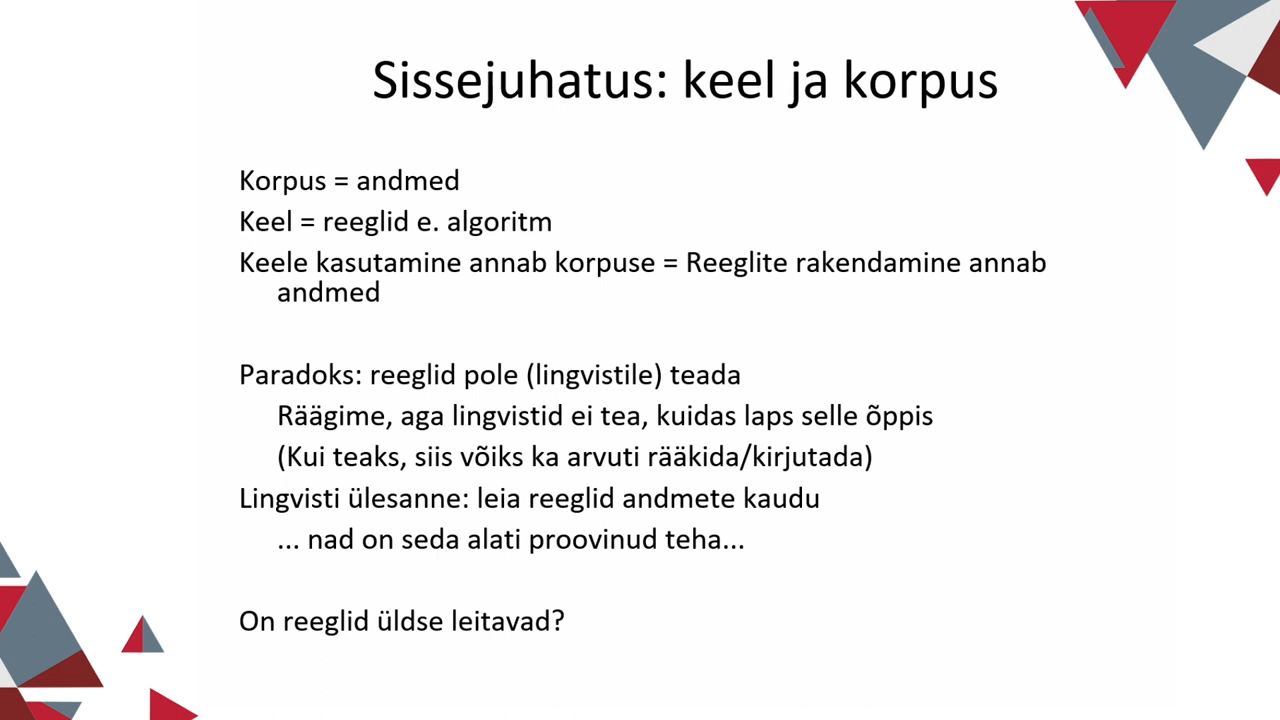 Sissejuhatus: keel ja korpus
Korpus = andmed
Keel = reeglid e. algoritm
Keele kasutamine annab korpuse = Reeglite rakendamine annab
andmed
Paradoks: reeglid pole (lingvistile) teada
Räägime, aga lingvistid ei tea, kuidas laps selle õppis
(Kui teaks, siis võiks ka arvuti rääkida/kirjutada)
Lingvisti ülesanne: leia reeglid andmete kaudu
... nad on seda alati proovinud teha...
On reeglid üldse leitavad?